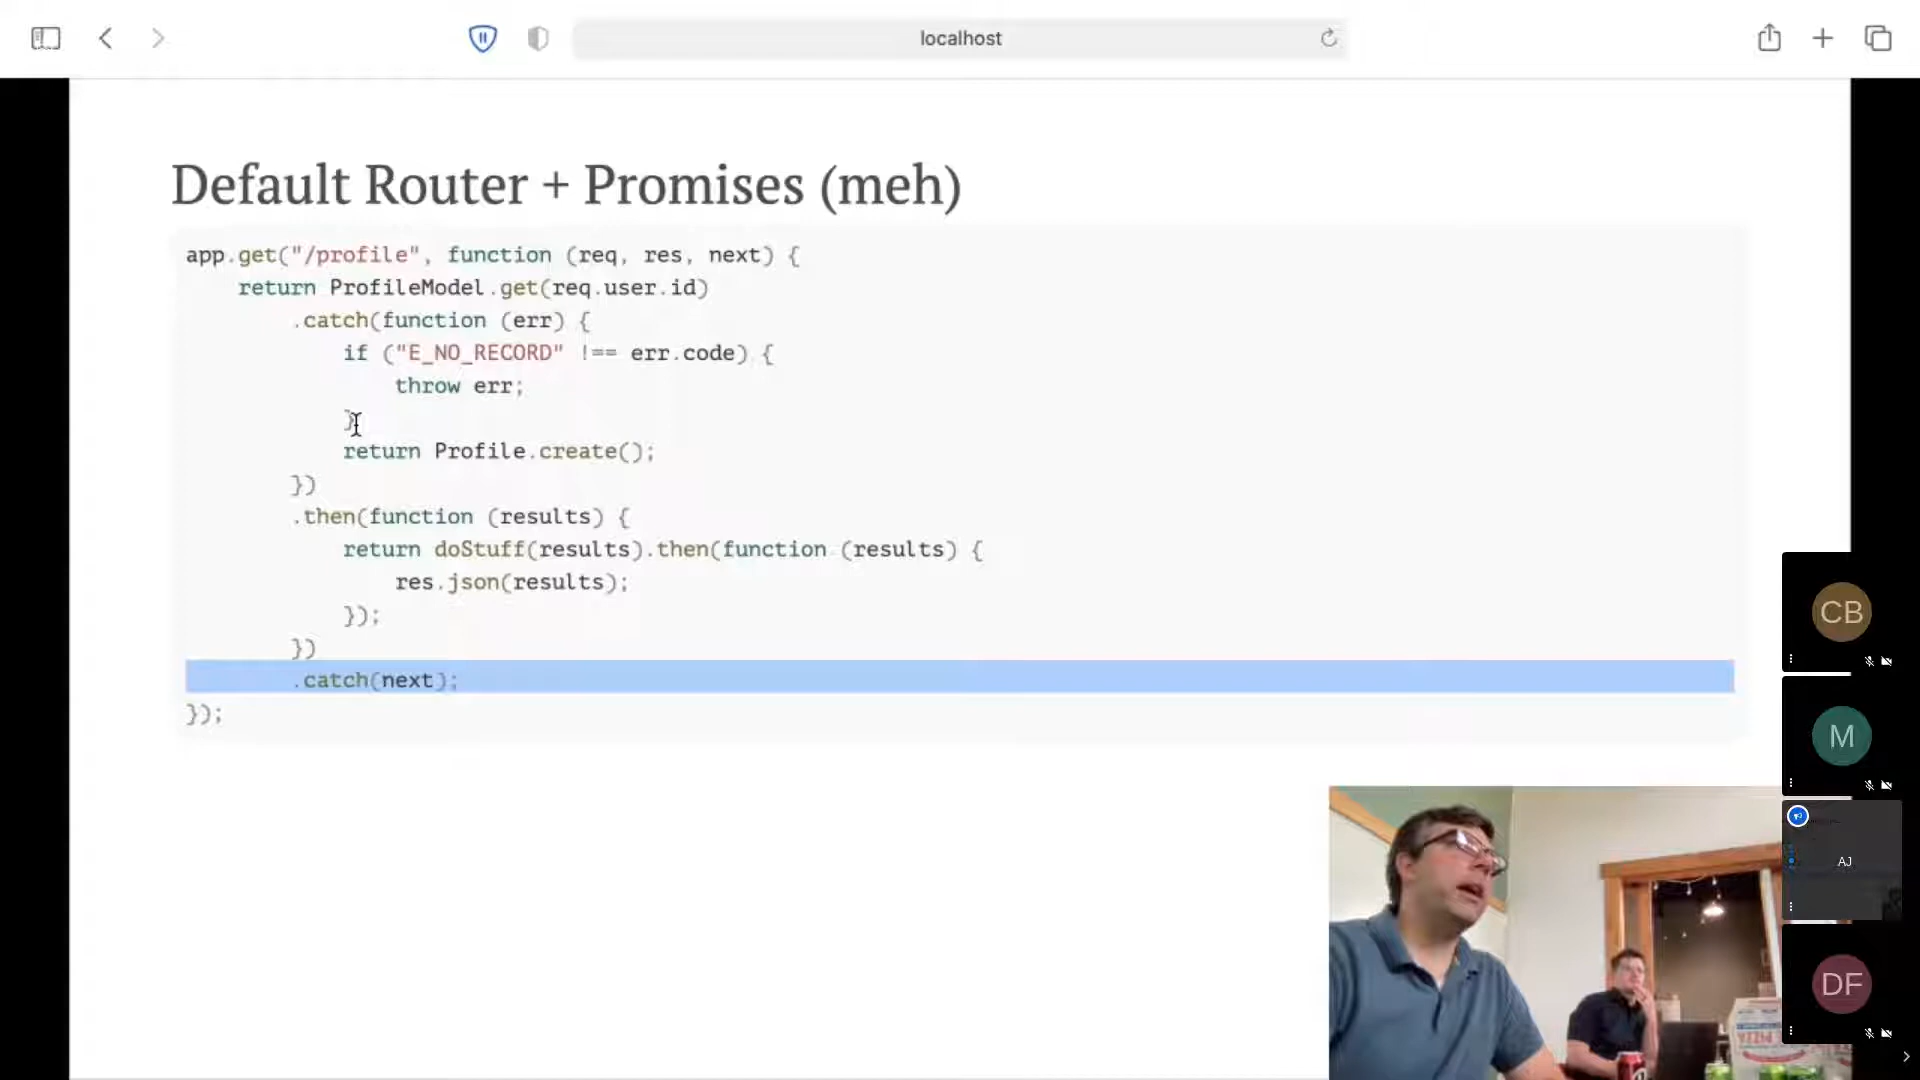 localhost
Default Router + Promises (meh)
app.get("/profile", function (req, res, next) {
return ProfileModel.get(req.user.id)
.catch(function (err) {
if ("E_NO_RECORD" !== err.code) {
throw err;
}
return Profile.create();
})
.then(function (results) {
return doStuff(results).then(function (results) {
res.json(results);
});
})
.catch(next);
});
CB
M
AJ
DF
PIZZA